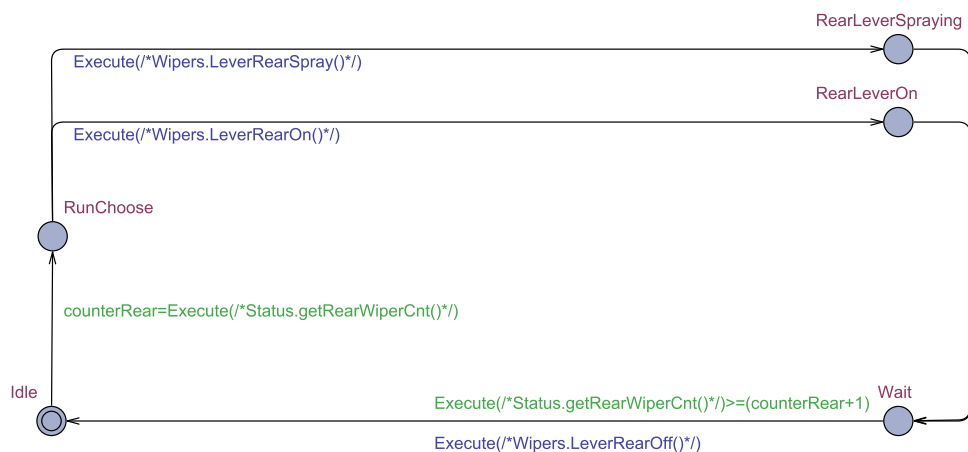 RearLeverSpraying
Execute(/*Wipers.LeverRearSpray()*/)
RearLeverOn
Execute(/*Wipers.LeverRearOn()*/)
RunChoose
counterRear=Execute(/*Status.getRearWiperCnt()*/)
Idle
Execute(/*Status.getRearWiperCnt()*/)>=(counterRear+1)
Wait
Execute(/*Wipers.LeverRearOff()*/)